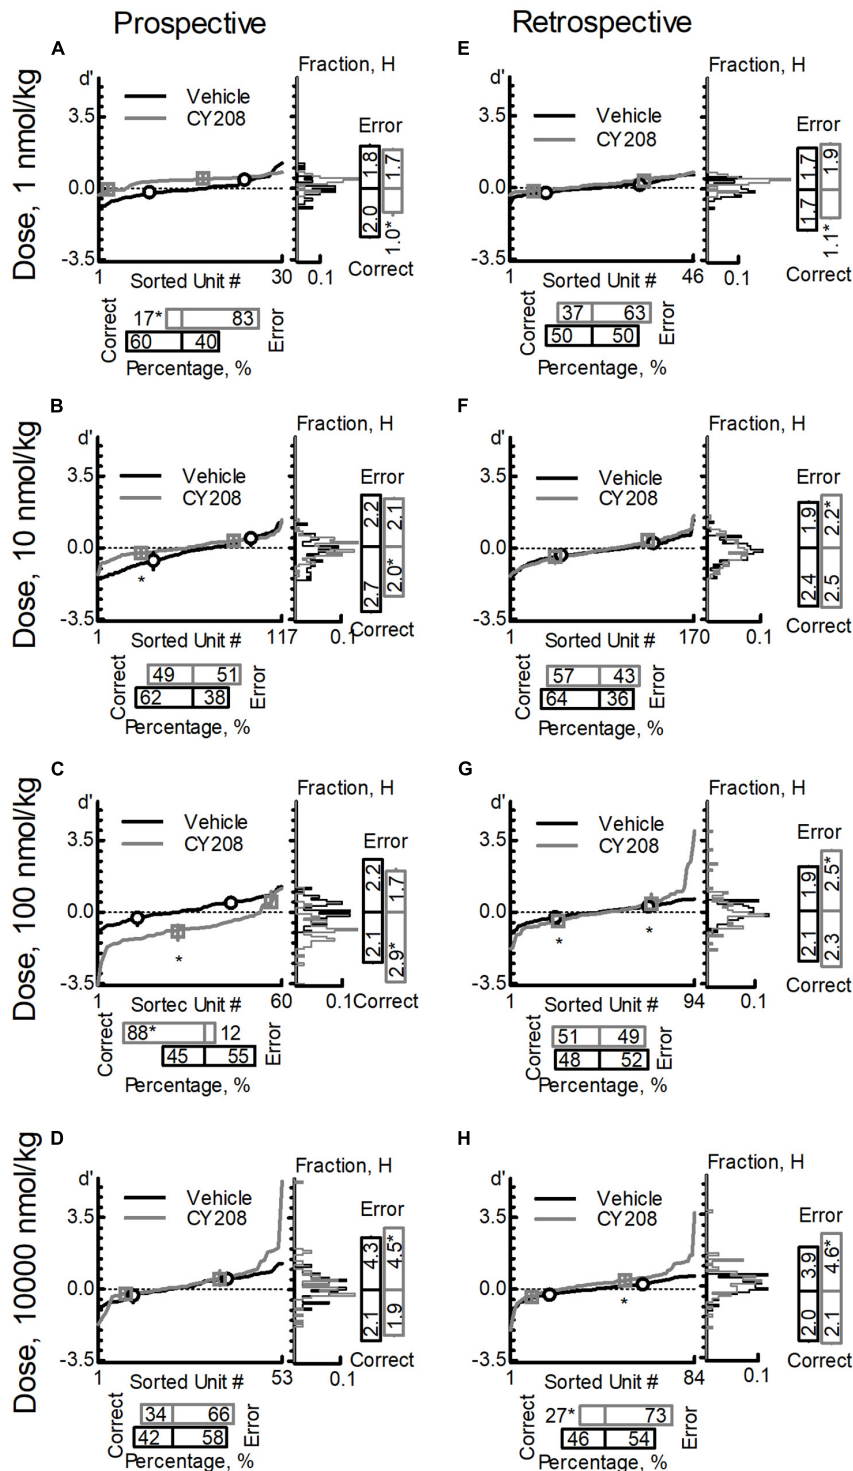 Prospective
Retrospective
Dose, 1 nmol/kg
A
d'
Fraction, H
Vehicle
CY208
3.5
0.0
-3.5
1
Sorted Unit #
30
0.1
Error
1.8
1.7
2.0
1.0*
Correct
Correct
17*
83
60
40
Error
Percentage, %
E
d'
Fraction, H
Vehicle
CY208
3.5
0.0
-3.5
1
Sorted Unit #
46
0.1
Error
1.7
1.9
1.7
1.1*
Correct
Correct
37
63
50
50
Error
Percentage, %
Dose, 10 nmol/kg
B
d'
Fraction, H
Vehicle
CY208
3.5
0.0
-3.5
*
1
Sorted Unit #
117
0.1
Error
2.2
2.1
2.7
2.0*
Correct
Correct
49
51
62
38
Error
Percentage, %
F
d'
Fraction, H
Vehicle
CY208
3.5
0.0
-3.5
1
Sorted Unit #
170
0.1
Error
1.9
2.2*
2.4
2.5
Correct
Correct
57
43
64
36
Error
Percentage, %
Dose, 100 nmol/kg
C
d'
Fraction, H
Vehicle
CY208
3.5
0.0
-3.5
*
1
Sortec Unit #
60
0.1
Error
2.2
1.7
2.1
2.9*
Correct
Correct
88*
12
45
55
Error
Percentage, %
G
d'
Fraction, H
Vehicle
CY208
3.5
0.0
-3.5
*
*
1
Sorted Unit #
94
0.1
Error
1.9
2.5*
2.1
2.3
Correct
Correct
51
49
48
52
Error
Percentage, %
Dose, 10000 nmol/kg
D
d'
Fraction, H
Vehicle
CY208
3.5
0.0
-3.5
1
Sorted Unit #
53
0.1
Error
4.3
4.5*
2.1
1.9
Correct
Correct
34
66
42
58
Error
Percentage, %
H
d'
Fraction, H
Vehicle
CY208
3.5
0.0
-3.5
*
1
Sorted Unit #
84
0.1
Error
3.9
4.6*
2.0
2.1
Correct
Correct
27*
73
46
54
Error
Percentage, %